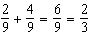 2/9 + 4/9 = 6/9 = 2/3